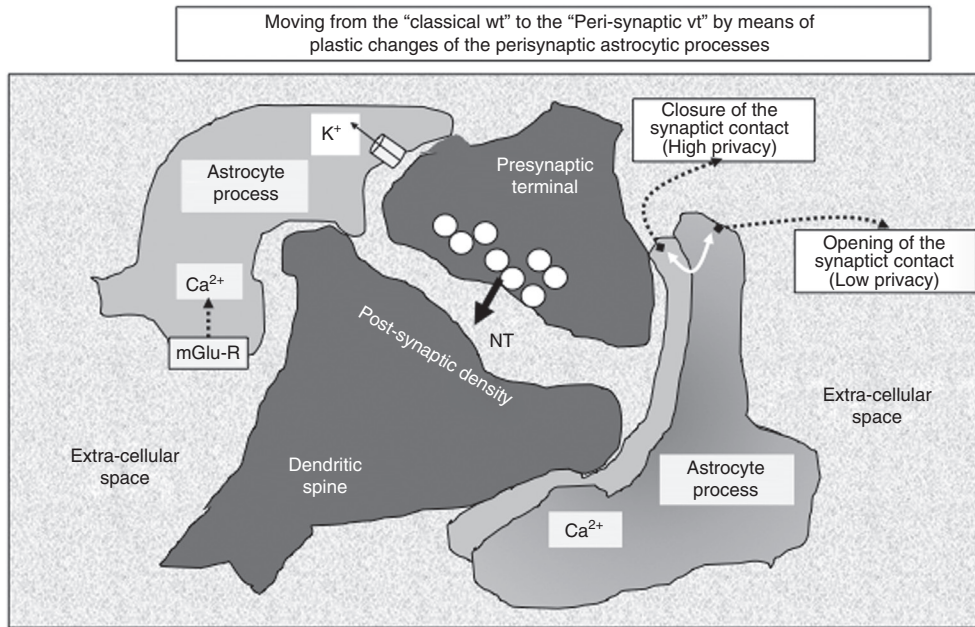 Moving from the “classical wt” to the “Peri-synaptic vt” by means of
plastic changes of the perisynaptic astrocytic processes
Closure of the
synaptict contact
(High privacy)
K+
Astrocyte
process
Presynaptic
terminal
Opening of the
synaptict contact
(Low privacy)
Ca2+
mGlu-R
NT
Post-synaptic density
Extra-cellular
space
Extra-cellular
space
Dendritic
spine
Astrocyte
process
Ca2+